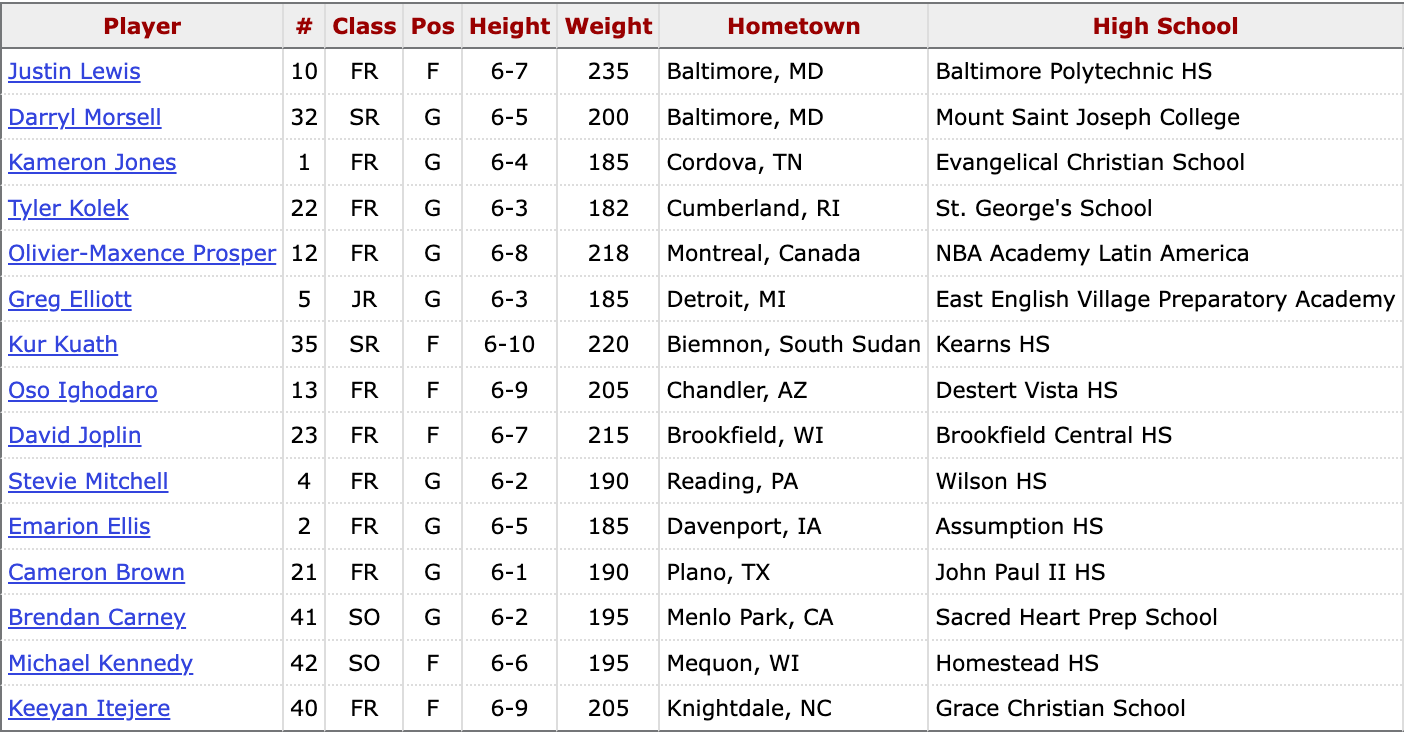 Player # Class Pos Height Weight Hometown High School
Justin Lewis 10 FR F 6-7 235 Baltimore, MD Baltimore Polytechnic HS
Darryl Morsell 32 SR G 6-5 200 Baltimore, MD Mount Saint Joseph College
Kameron Jones 1 FR G 6-4 185 Cordova, TN Evangelical Christian School
Tyler Kolek 22 FR G 6-3 182 Cumberland, RI St. George's School
Olivier-Maxence Prosper 12 FR G 6-8 218 Montreal, Canada NBA Academy Latin America
Greg Elliott 5 JR G 6-3 185 Detroit, MI East English Village Preparatory Academy
Kur Kuath 35 SR F 6-10 220 Biemnon, South Sudan Kearns HS
Oso Ighodaro 13 FR F 6-9 205 Chandler, AZ Destert Vista HS
David Joplin 23 FR F 6-7 215 Brookfield, WI Brookfield Central HS
Stevie Mitchell 4 FR G 6-2 190 Reading, PA Wilson HS
Emarion Ellis 2 FR G 6-5 185 Davenport, IA Assumption HS
Cameron Brown 21 FR G 6-1 190 Plano, TX John Paul II HS
Brendan Carney 41 SO G 6-2 195 Menlo Park, CA Sacred Heart Prep School
Michael Kennedy 42 SO F 6-6 195 Mequon, WI Homestead HS
Keeyan Itejere 40 FR F 6-9 205 Knightdale, NC Grace Christian School